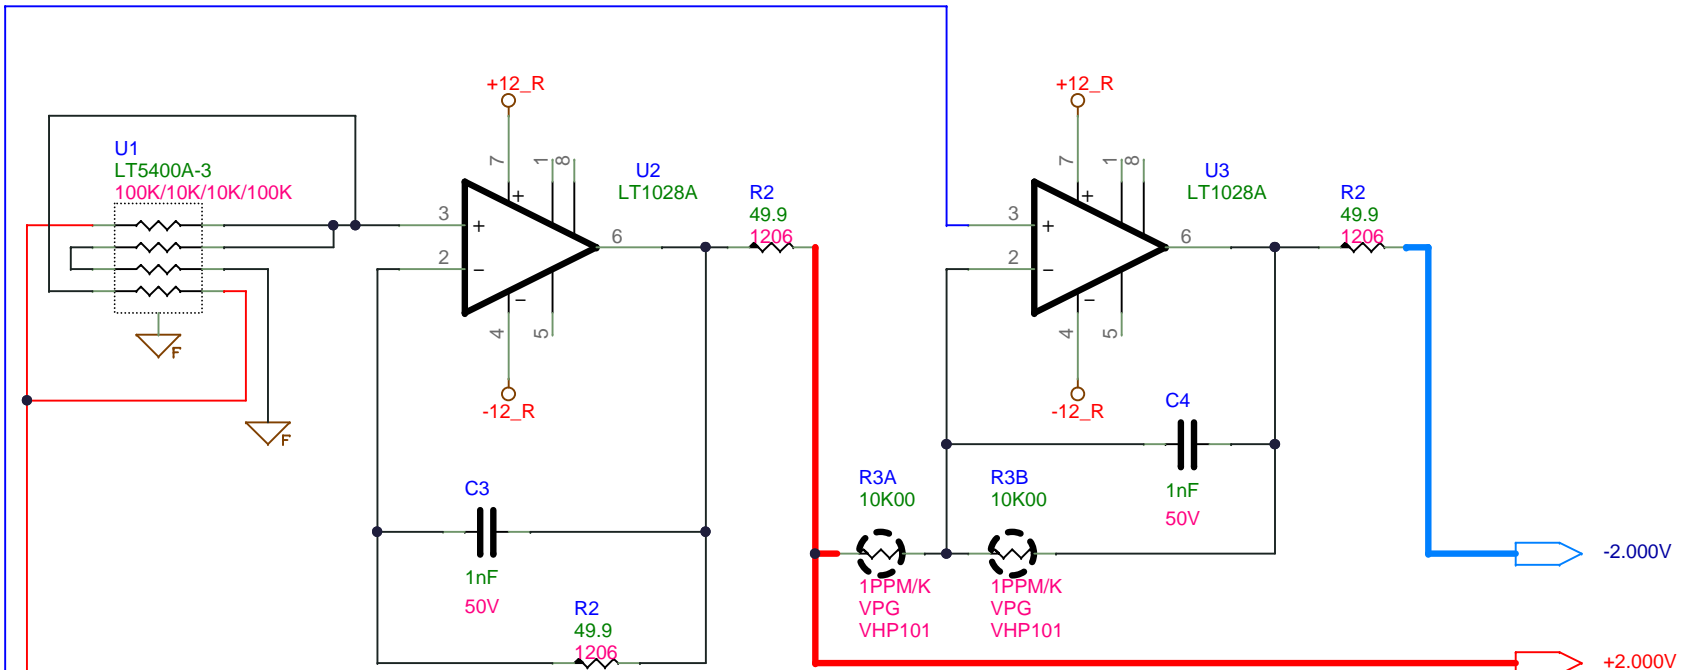 +12_R
+12_R
U1
LT5400A-3
100K/10K/10K/100K
7
1
8
U2
LT1028A
R2
49.9
1206
7
1
8
U3
LT1028A
R2
49.9
1206
3
+
+
2
−
−
6
3
+
+
2
−
−
6
4
5
4
5
F
F
-12_R
-12_R
C4
1nF
50V
C3
1nF
50V
R3A
10K00
1PPM/K
VPG
VHP101
R3B
10K00
1PPM/K
VPG
VHP101
R2
49.9
1206
-2.000V
+2.000V